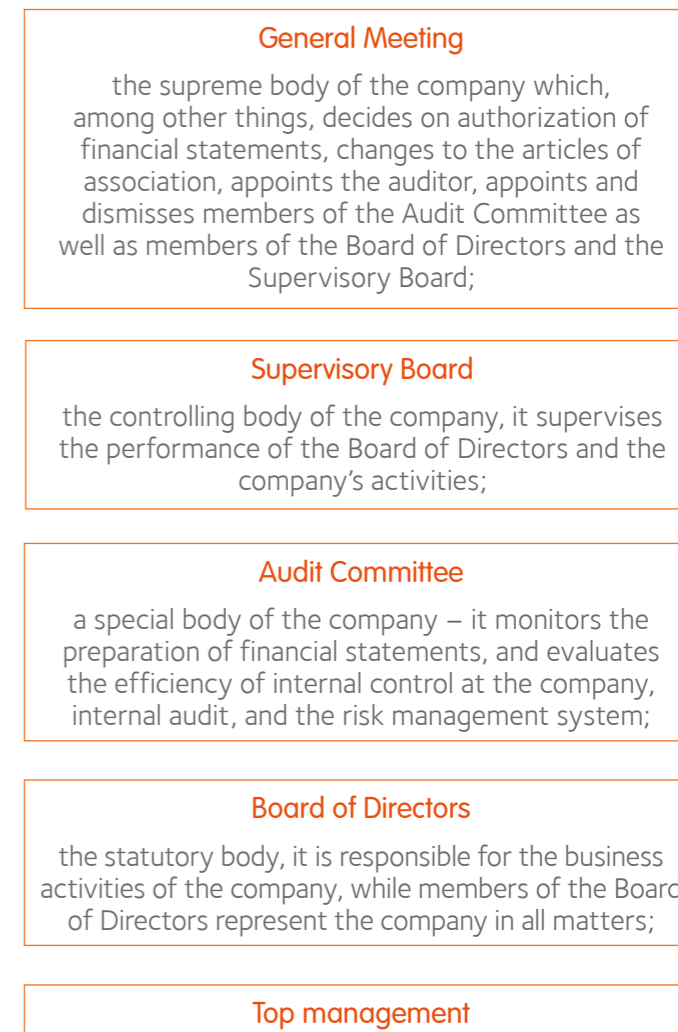 General Meeting
the supreme body of the company which,
among other things, decides on authorization of
financial statements, changes to the articles of
association, appoints the auditor, appoints and
dismisses members of the Audit Committee as
well as members of the Board of Directors and the
Supervisory Board;
Supervisory Board
the controlling body of the company, it supervises
the performance of the Board of Directors and the
company's activities;
Audit Committee
a special body of the company – it monitors the
preparation of financial statements, and evaluates
the efficiency of internal control at the company,
internal audit, and the risk management system;
Board of Directors
the statutory body, it is responsible for the business
activities of the company, while members of the Board
of Directors represent the company in all matters;
Top management